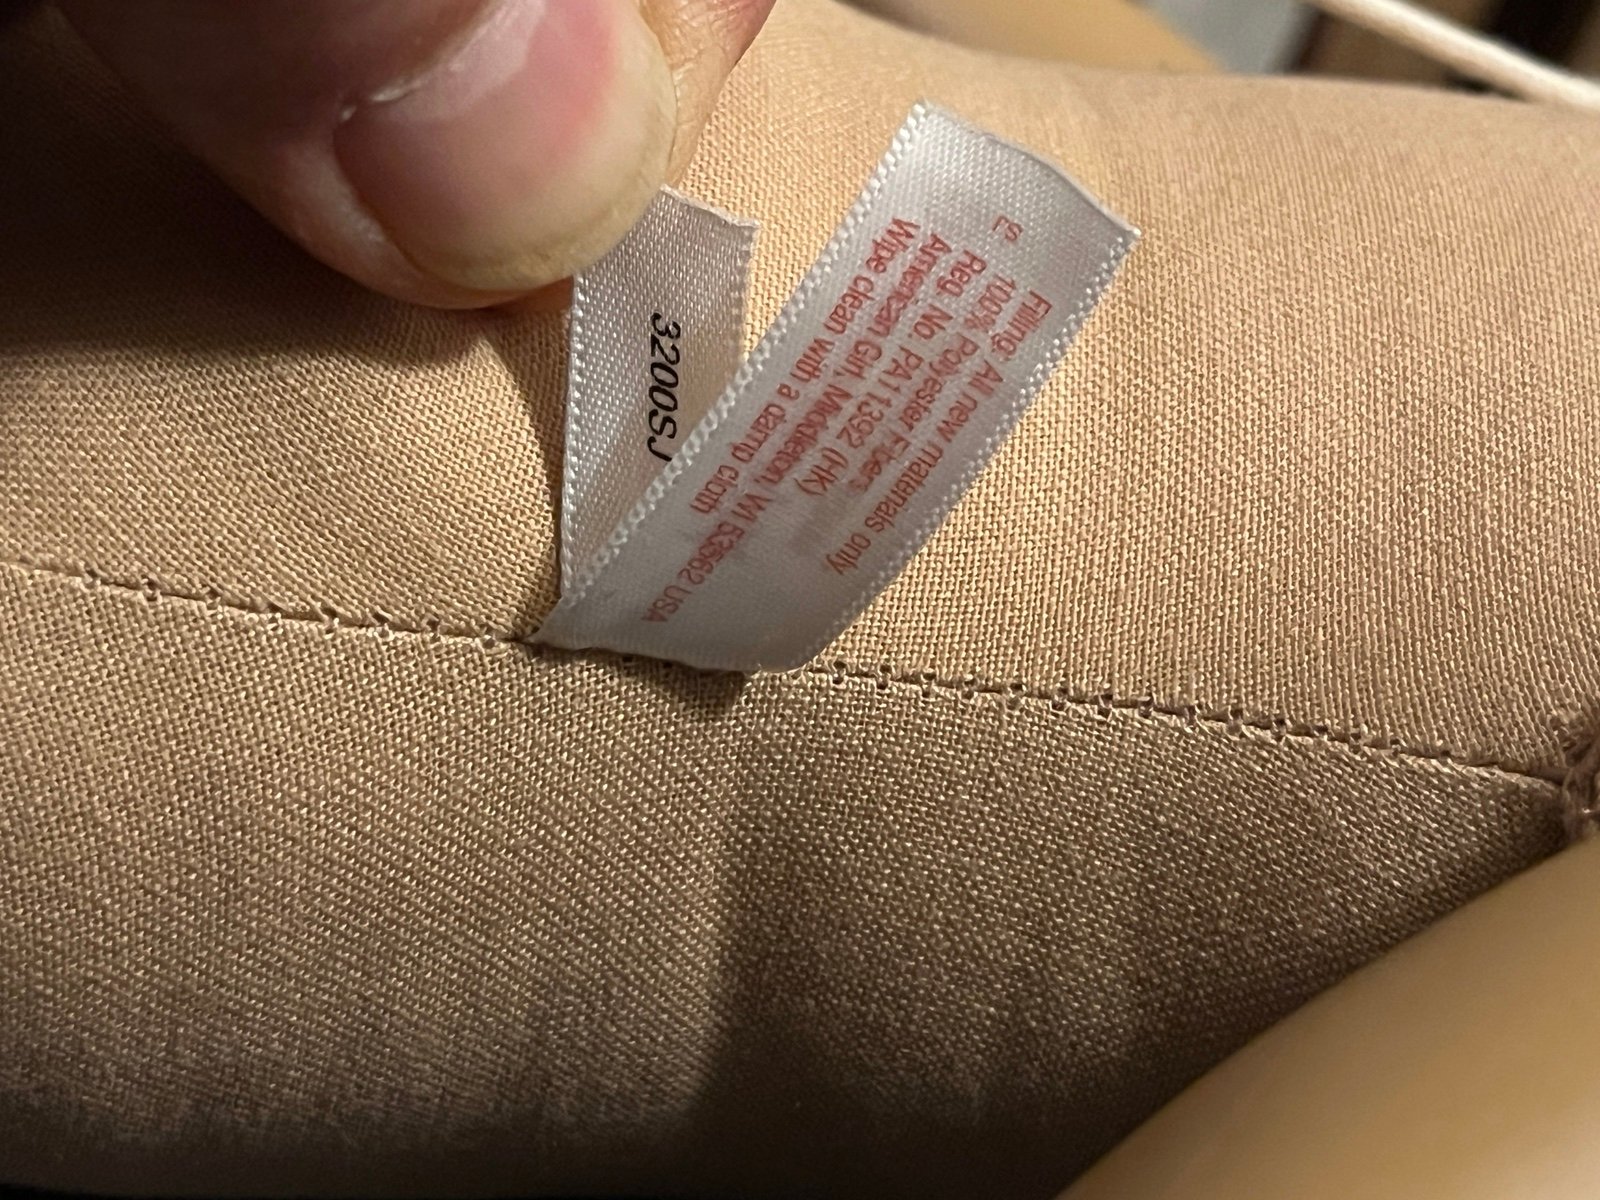 Filling: All new materials only
100% Polyester Fibers
Reg. No. PA11392 (HK)
American Girl, Middleton, WI 53562 USA
Wipe clean with a damp cloth
3200SJ